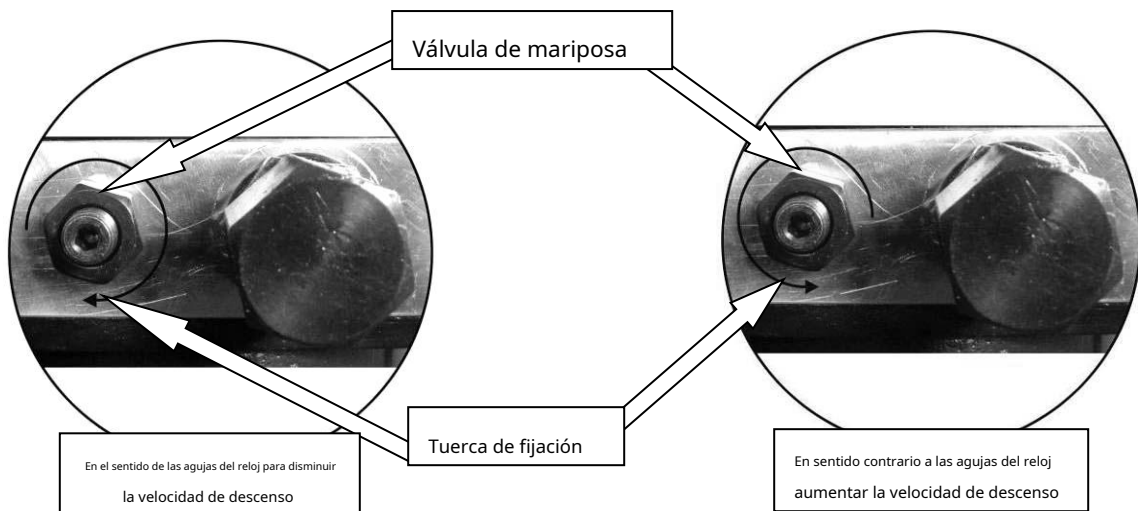 Válvula de mariposa
Tuerca de fijación
En el sentido de las agujas del reloj para disminuir
la velocidad de descenso
En sentido contrario a las agujas del reloj
aumentar la velocidad de descenso